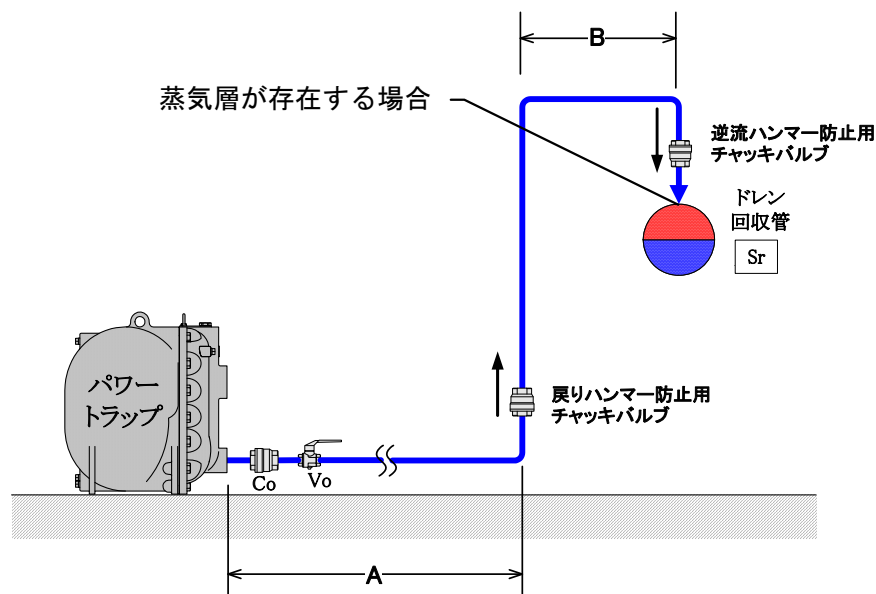 B
蒸気層が存在する場合
逆流ハンマー防止用
チャッキバルブ
ドレン
回収管
Sr
パワー
トラップ
戻りハンマー防止用
チャッキバルブ
Co
Vo
A